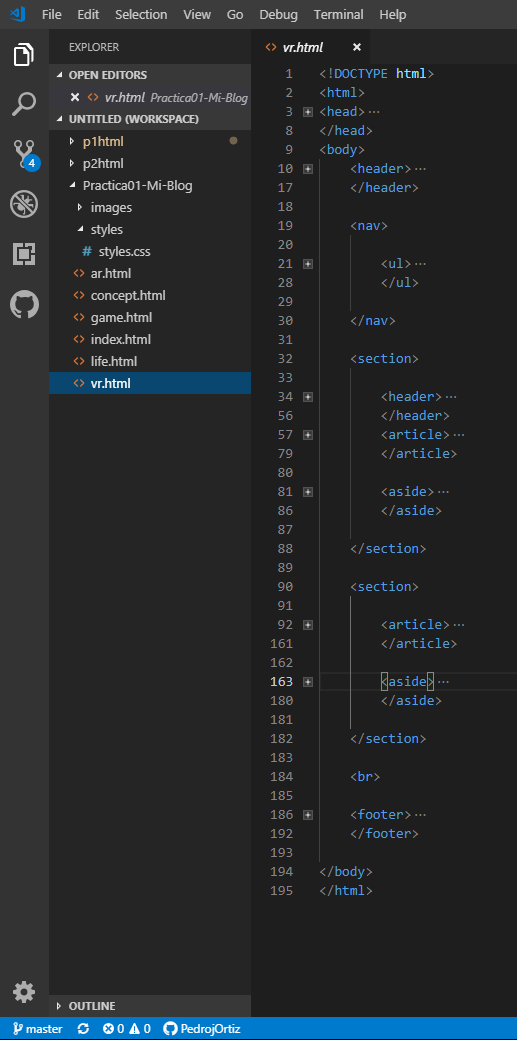 File Edit Selection View Go Debug Terminal Help
EXPLORER
OPEN EDITORS
vr.html Practica01-Mi-Blog
UNTITLED (WORKSPACE)
p1html
p2html
Practica01-Mi-Blog
images
styles
# styles.css
ar.html
concept.html
game.html
index.html
life.html
vr.html
OUTLINE
4
vr.html
1 <!DOCTYPE html>
2 <html>
3 <head>...
8 </head>
9 <body>
10 <header>...
17 </header>
18
19 <nav>
20
21 <ul>...
28 </ul>
29
30 </nav>
31
32 <section>
33
34 <header>...
56 </header>
57 <article>...
79 </article>
80
81 <aside>...
86 </aside>
87
88 </section>
89
90 <section>
91
92 <article>...
161 </article>
162
163 <aside>...
180 </aside>
181
182 </section>
183
184 <br>
185
186 <footer>...
192 </footer>
193
194 </body>
195 </html>
master 0 0 PedrojOrtiz